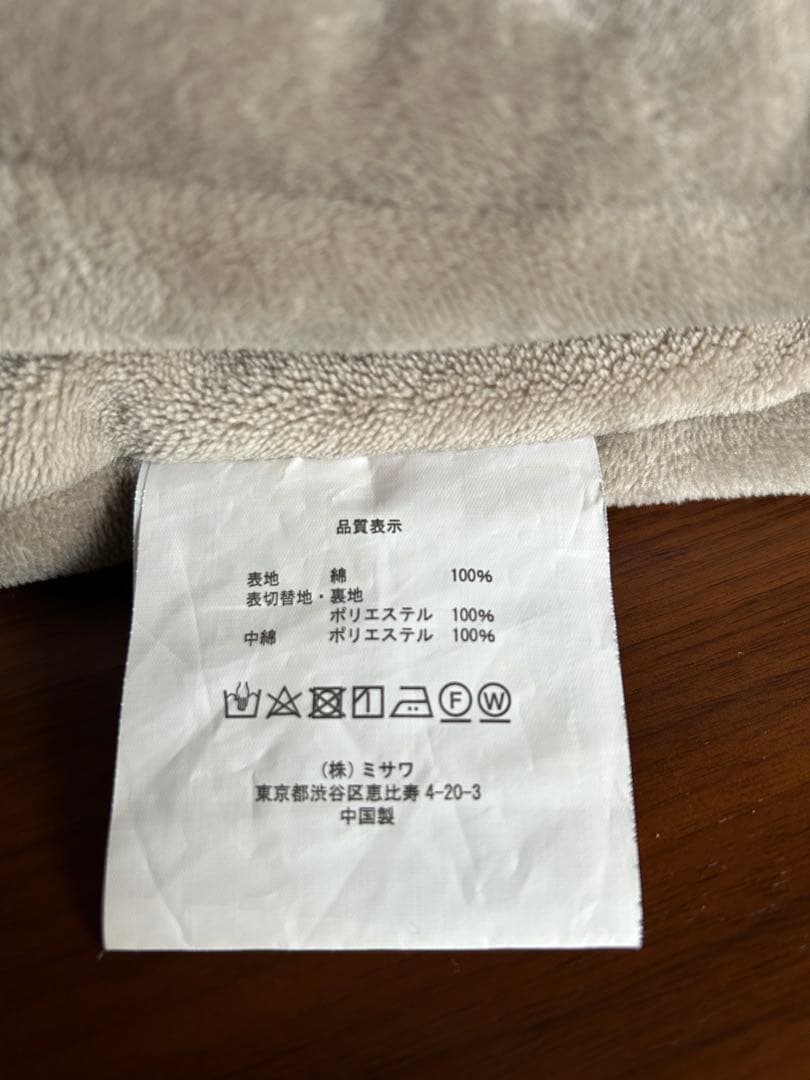 品質表示
表地 綿 100%
表切替地・裏地
ポリエステル 100%
中綿 ポリエステル 100%
F W
(株)ミサワ
東京都渋谷区恵比寿 4-20-3
中国製